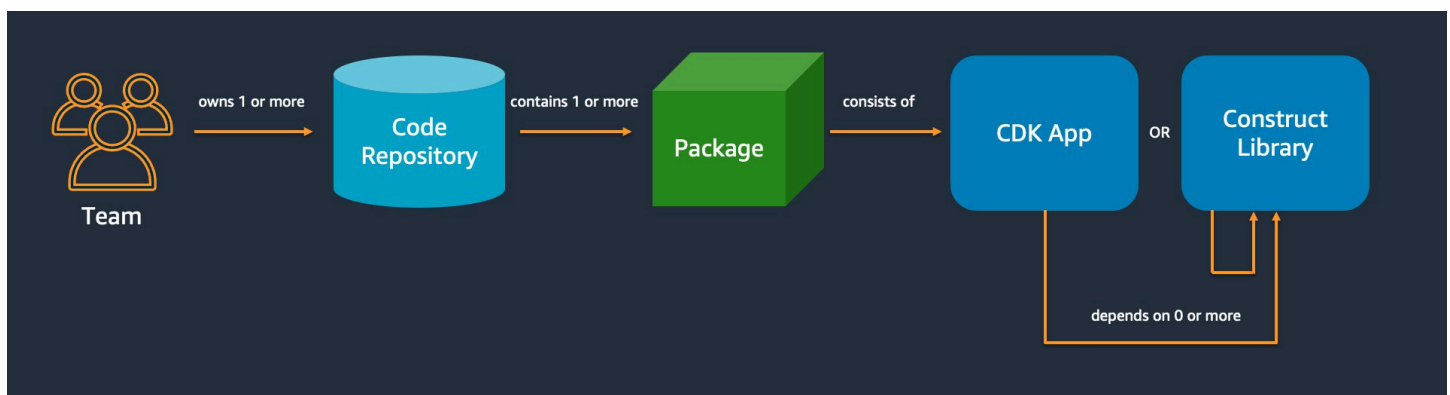 owns 1 or more
contains 1 or more
consists of
Code
Repository
Package
CDK App
OR
Construct
Library
Team
depends on 0 or more